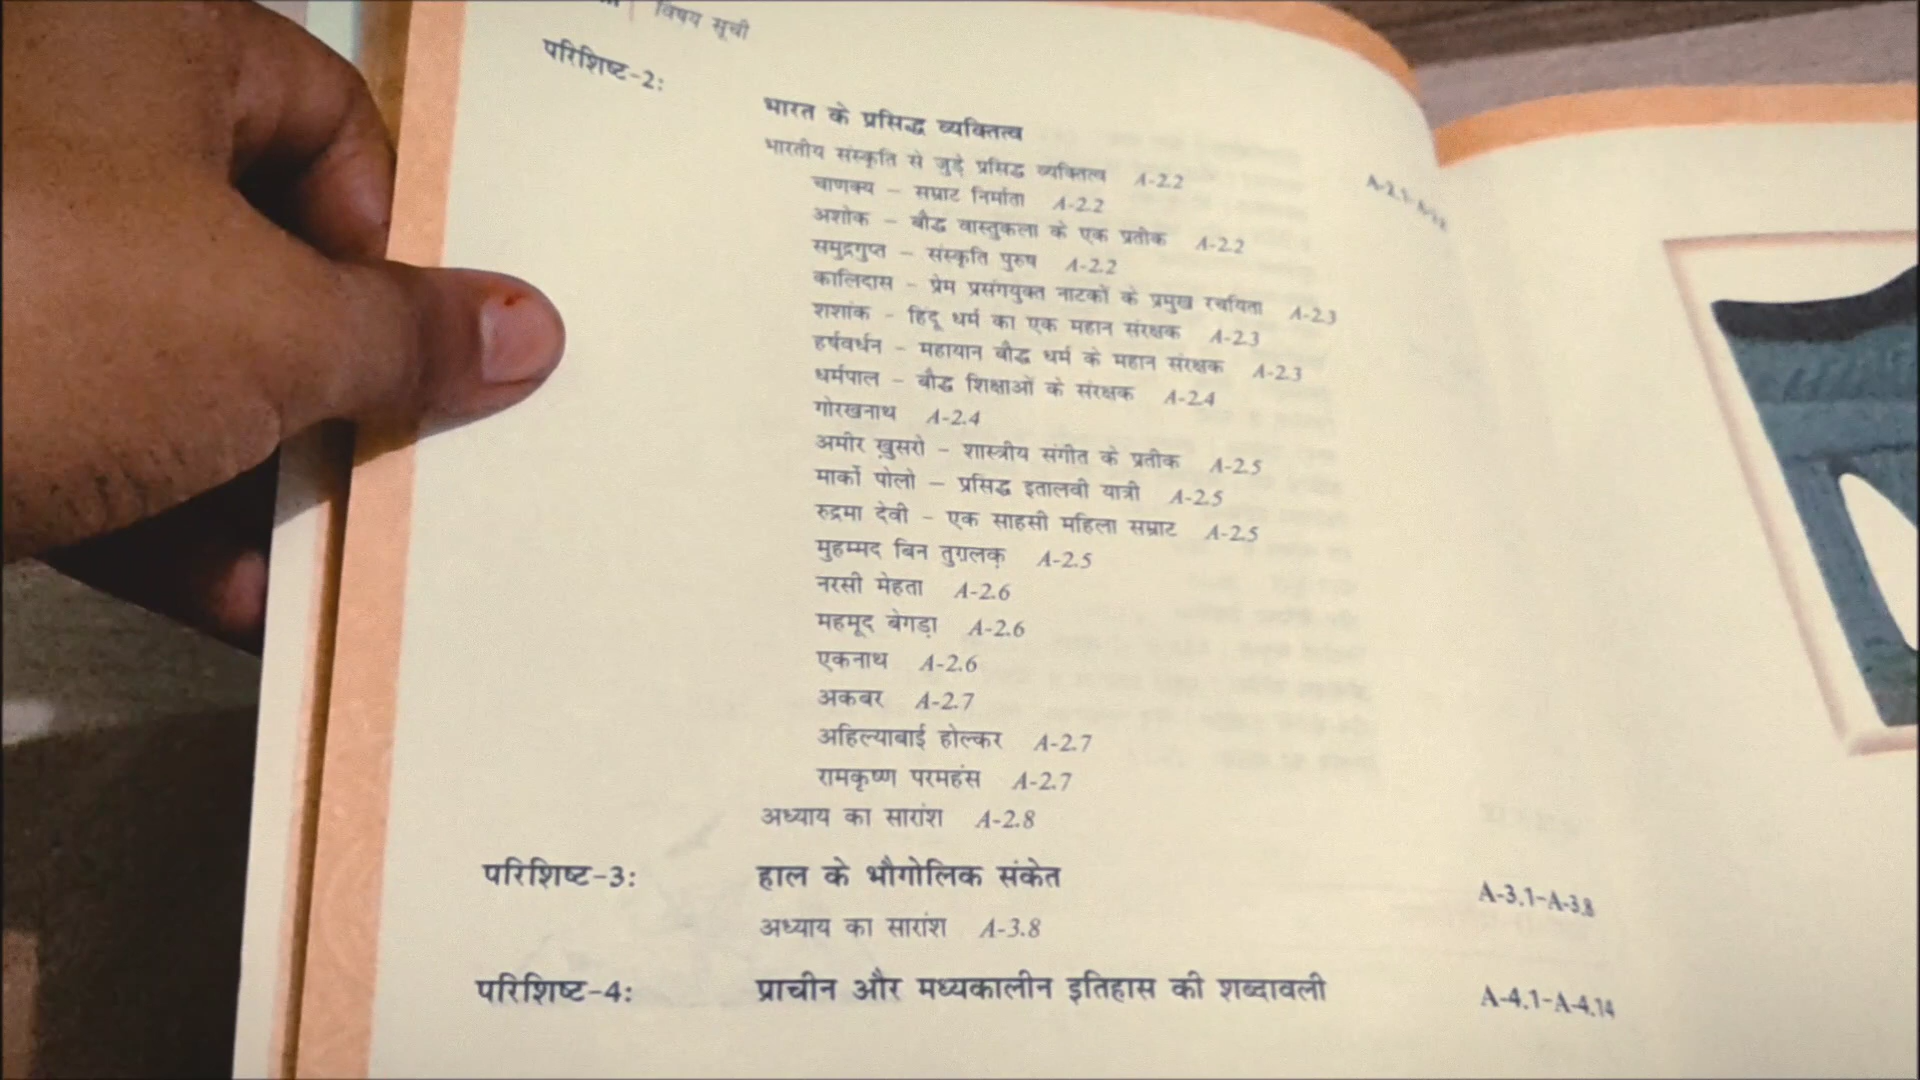 विषय सूची
परिशिष्ट-2:
भारत के प्रसिद्ध व्यक्तित्व
भारतीय संस्कृति से जुड़े प्रसिद्ध व्यक्तित्व A-2.2
चाणक्य – सम्राट निर्माता A-2.2
अशोक – बौद्ध वास्तुकला के एक प्रतीक A-2.2
समुद्रगुप्त – संस्कृति पुरुष A-2.2
कालिदास – प्रेम प्रसंगयुक्त नाटकों के प्रमुख रचयिता A-2.3
शशांक – हिंदू धर्म का एक महान संरक्षक A-2.3
हर्षवर्धन – महायान बौद्ध धर्म के महान संरक्षक A-2.3
धर्मपाल – बौद्ध शिक्षाओं के संरक्षक A-2.4
गोरखनाथ A-2.4
अमीर ख़ुसरो – शास्त्रीय संगीत के प्रतीक A-2.5
मार्को पोलो – प्रसिद्ध इतालवी यात्री A-2.5
रुद्रमा देवी – एक साहसी महिला सम्राट A-2.5
मुहम्मद बिन तुग़लक़ A-2.5
नरसी मेहता A-2.6
महमूद बेगड़ा A-2.6
एकनाथ A-2.6
अकबर A-2.7
अहिल्याबाई होल्कर A-2.7
रामकृष्ण परमहंस A-2.7
अध्याय का सारांश A-2.8
परिशिष्ट-3: हाल के भौगोलिक संकेत A-3.1–A-3.8
अध्याय का सारांश A-3.8
परिशिष्ट-4: प्राचीन और मध्यकालीन इतिहास की शब्दावली A-4.1–A-4.14